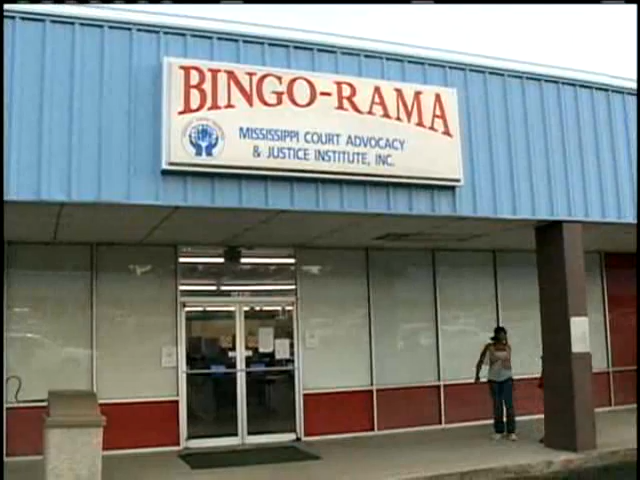 BINGO-RAMA
MISSISSIPPI COURT ADVOCACY
& JUSTICE INSTITUTE, INC.